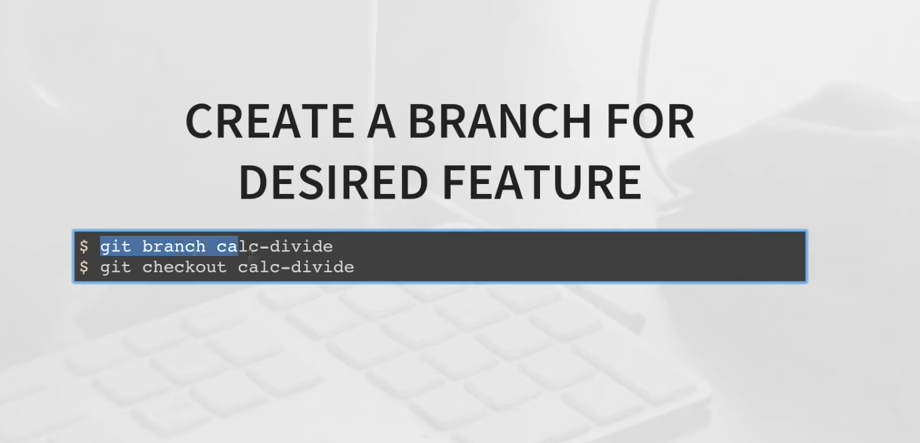 CREATE A BRANCH FOR
DESIRED FEATURE
$ git branch calc-divide
$ git checkout calc-divide